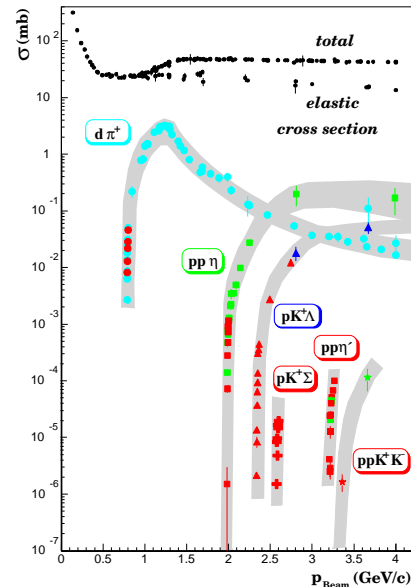 σ (mb)
10²
10
1
10⁻¹
10⁻²
10⁻³
10⁻⁴
10⁻⁵
10⁻⁶
10⁻⁷
total
elastic
cross section
d π⁺
pp η
pK⁺Λ
pK⁺Σ
ppη′
ppK⁺K⁻
0 0.5 1 1.5 2 2.5 3 3.5 4
p_Beam (GeV/c)